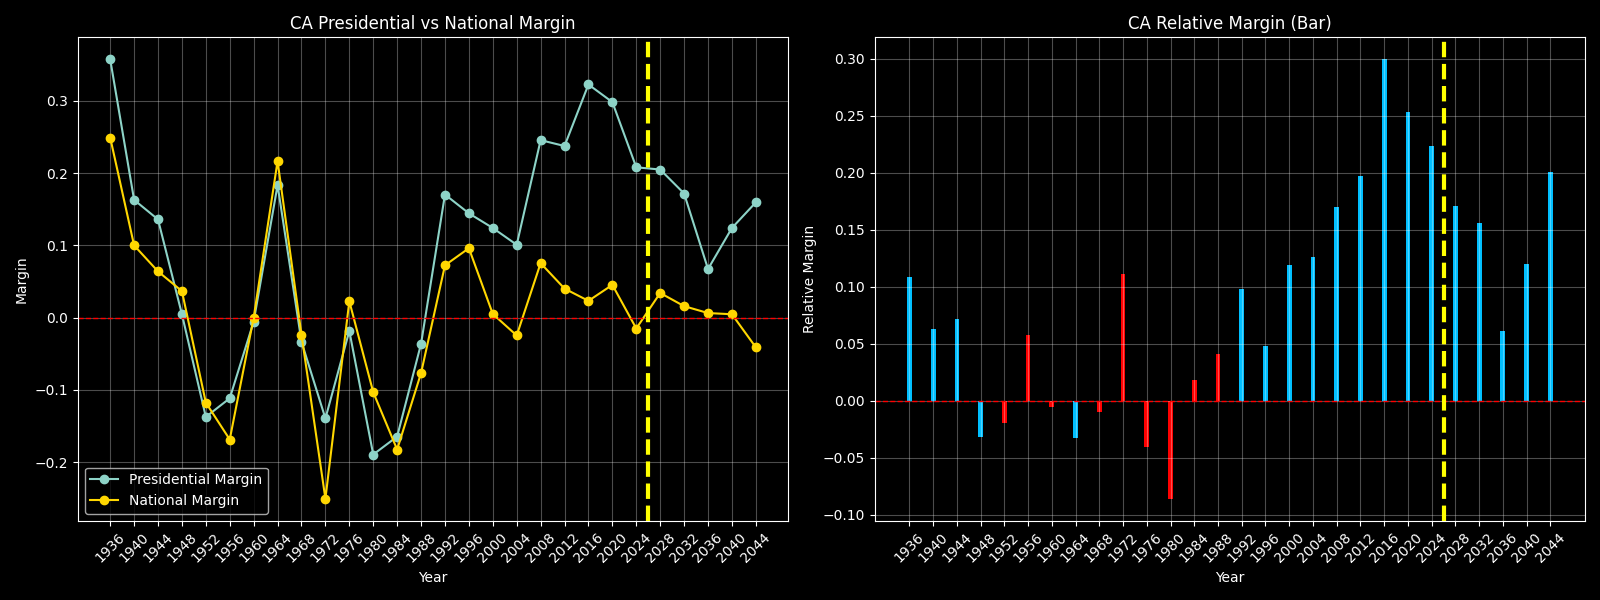 CA Presidential vs National Margin
Margin
0.3
0.2
0.1
0.0
−0.1
−0.2
Presidential Margin
National Margin
1936 1940 1944 1948 1952 1956 1960 1964 1968 1972 1976 1980 1984 1988 1992 1996 2000 2004 2008 2012 2016 2020 2024 2028 2032 2036 2040 2044
Year
CA Relative Margin (Bar)
Relative Margin
0.30
0.25
0.20
0.15
0.10
0.05
0.00
−0.05
−0.10
1936 1940 1944 1948 1952 1956 1960 1964 1968 1972 1976 1980 1984 1988 1992 1996 2000 2004 2008 2012 2016 2020 2024 2028 2032 2036 2040 2044
Year